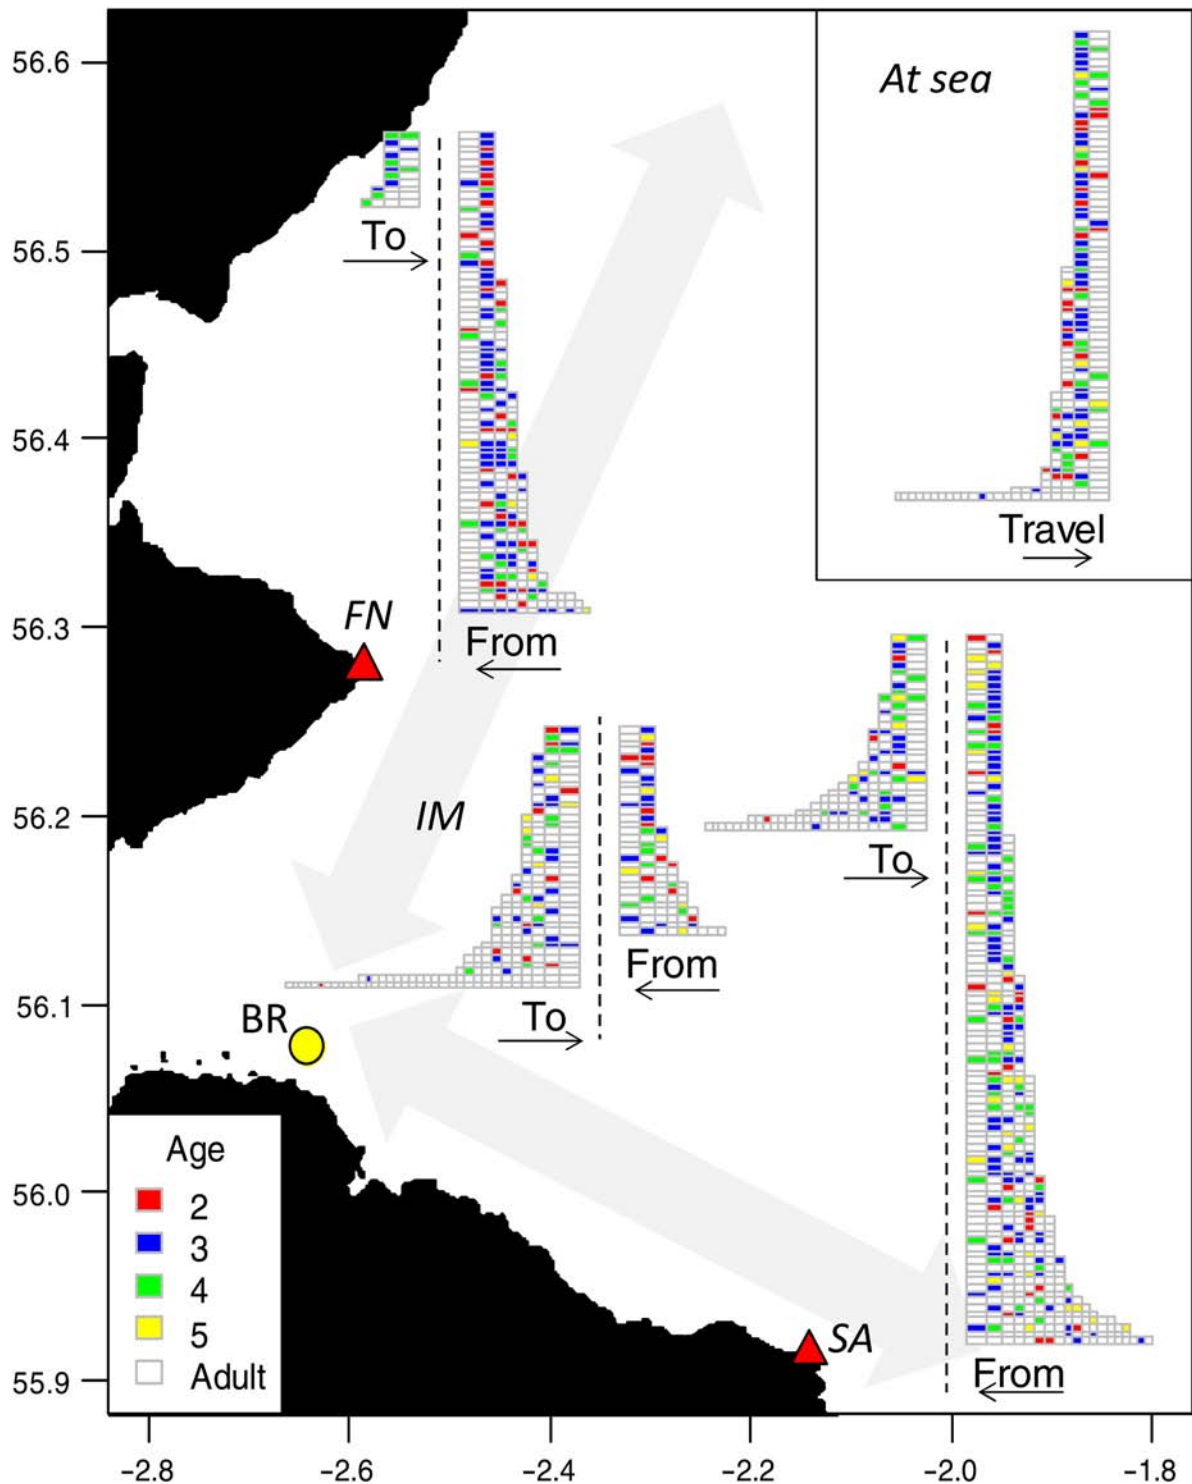 56.6
56.5
56.4
56.3
56.2
56.1
56.0
55.9
At sea
Travel
To
From
FN
From
IM
To
To
From
BR
SA
From
Age
2
3
4
5
Adult
−2.8
−2.6
−2.4
−2.2
−2.0
−1.8